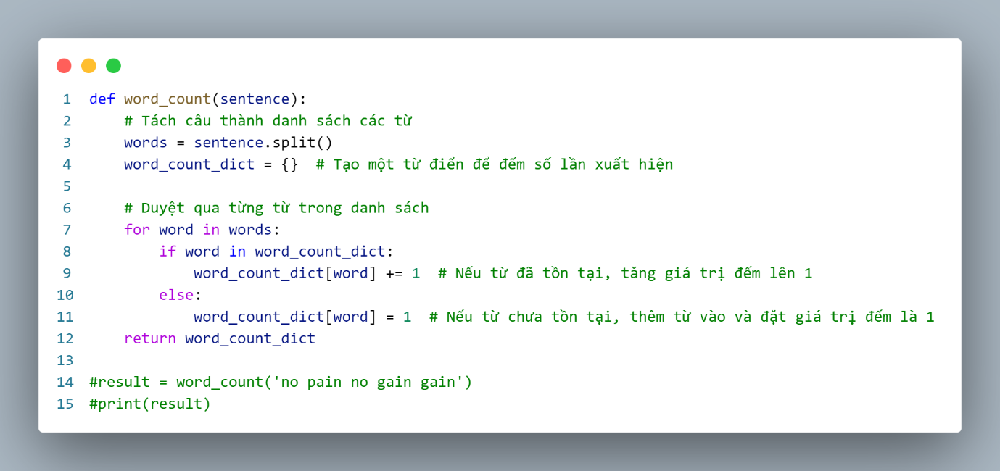 1 def word_count(sentence):
2     # Tách câu thành danh sách các từ
3     words = sentence.split()
4     word_count_dict = {}  # Tạo một từ điển để đếm số lần xuất hiện
5
6     # Duyệt qua từng từ trong danh sách
7     for word in words:
8         if word in word_count_dict:
9             word_count_dict[word] += 1  # Nếu từ đã tồn tại, tăng giá trị đếm lên 1
10         else:
11             word_count_dict[word] = 1  # Nếu từ chưa tồn tại, thêm từ vào và đặt giá trị đếm là 1
12     return word_count_dict
13
14 #result = word_count('no pain no gain gain')
15 #print(result)